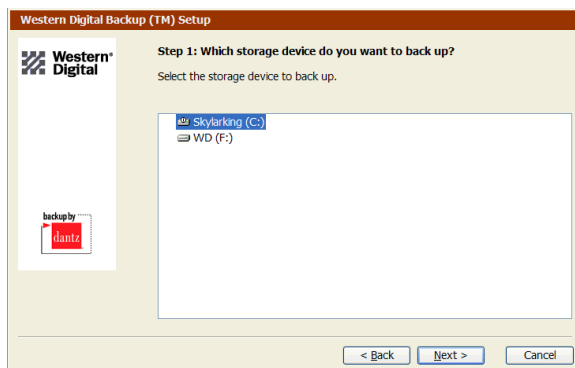 Western Digital Backup (TM) Setup
Western®
Digital
Step 1: Which storage device do you want to back up?
Select the storage device to back up.
Skylarking (C:)
WD (F:)
backup by
dantz
< Back
Next >
Cancel